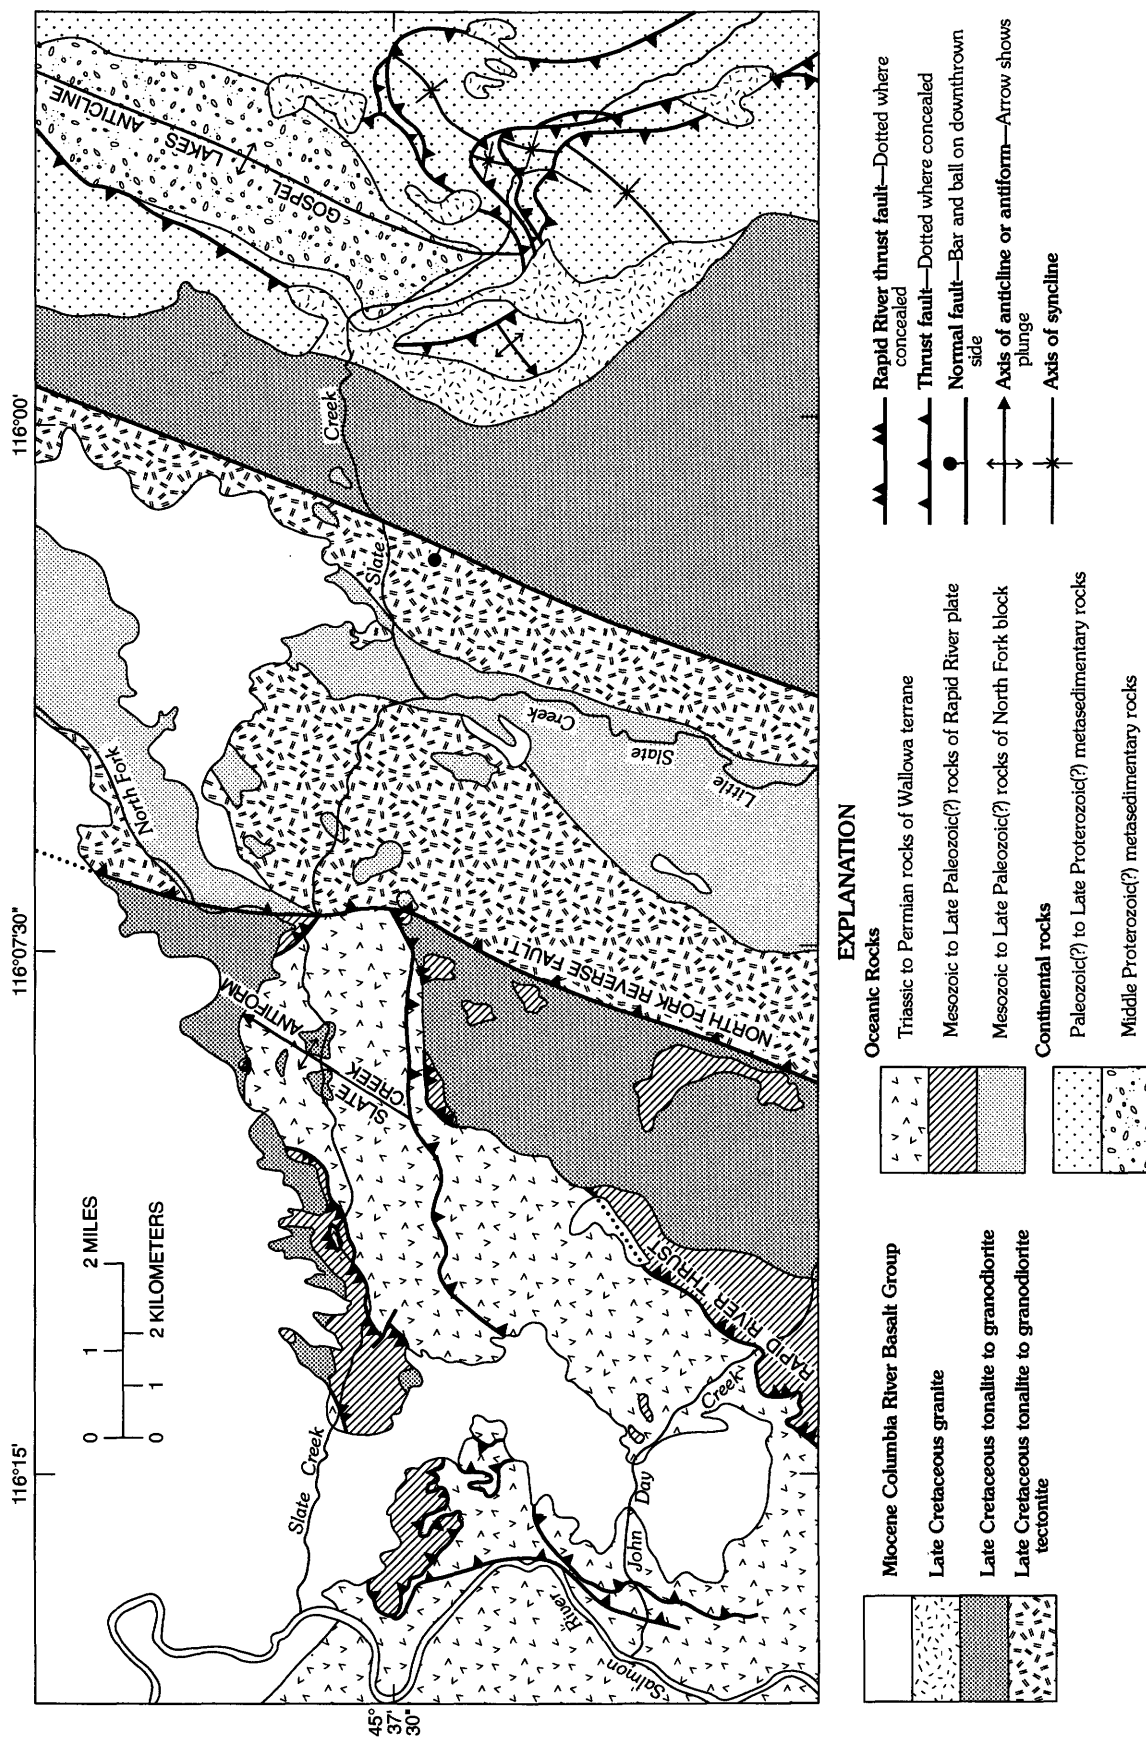 116°15'
116°07'30"
116°00'
45°
37'
30"
0 1 2 MILES
0 1 2 KILOMETERS
Slate Creek
SLATE
CREEK
ANTIFORM
North Fork
NORTH FORK REVERSE FAULT
RAPID RIVER THRUST
John Day
Creek
Salmon
River
Little
Slate
Creek
Slate
Creek
GOSPEL
LAKES
ANTICLINE
EXPLANATION
Miocene Columbia River Basalt Group
Late Cretaceous granite
Late Cretaceous tonalite to granodiorite
Late Cretaceous tonalite to granodiorite
tectonite
Oceanic Rocks
Triassic to Permian rocks of Wallowa terrane
Mesozoic to Late Paleozoic(?) rocks of Rapid River plate
Mesozoic to Late Paleozoic(?) rocks of North Fork block
Continental rocks
Paleozoic(?) to Late Proterozoic(?) metasedimentary rocks
Middle Proterozoic(?) metasedimentary rocks
Rapid River thrust fault—Dotted where
concealed
Thrust fault—Dotted where concealed
Normal fault—Bar and ball on downthrown
side
Axis of anticline or antiform—Arrow shows
plunge
Axis of syncline